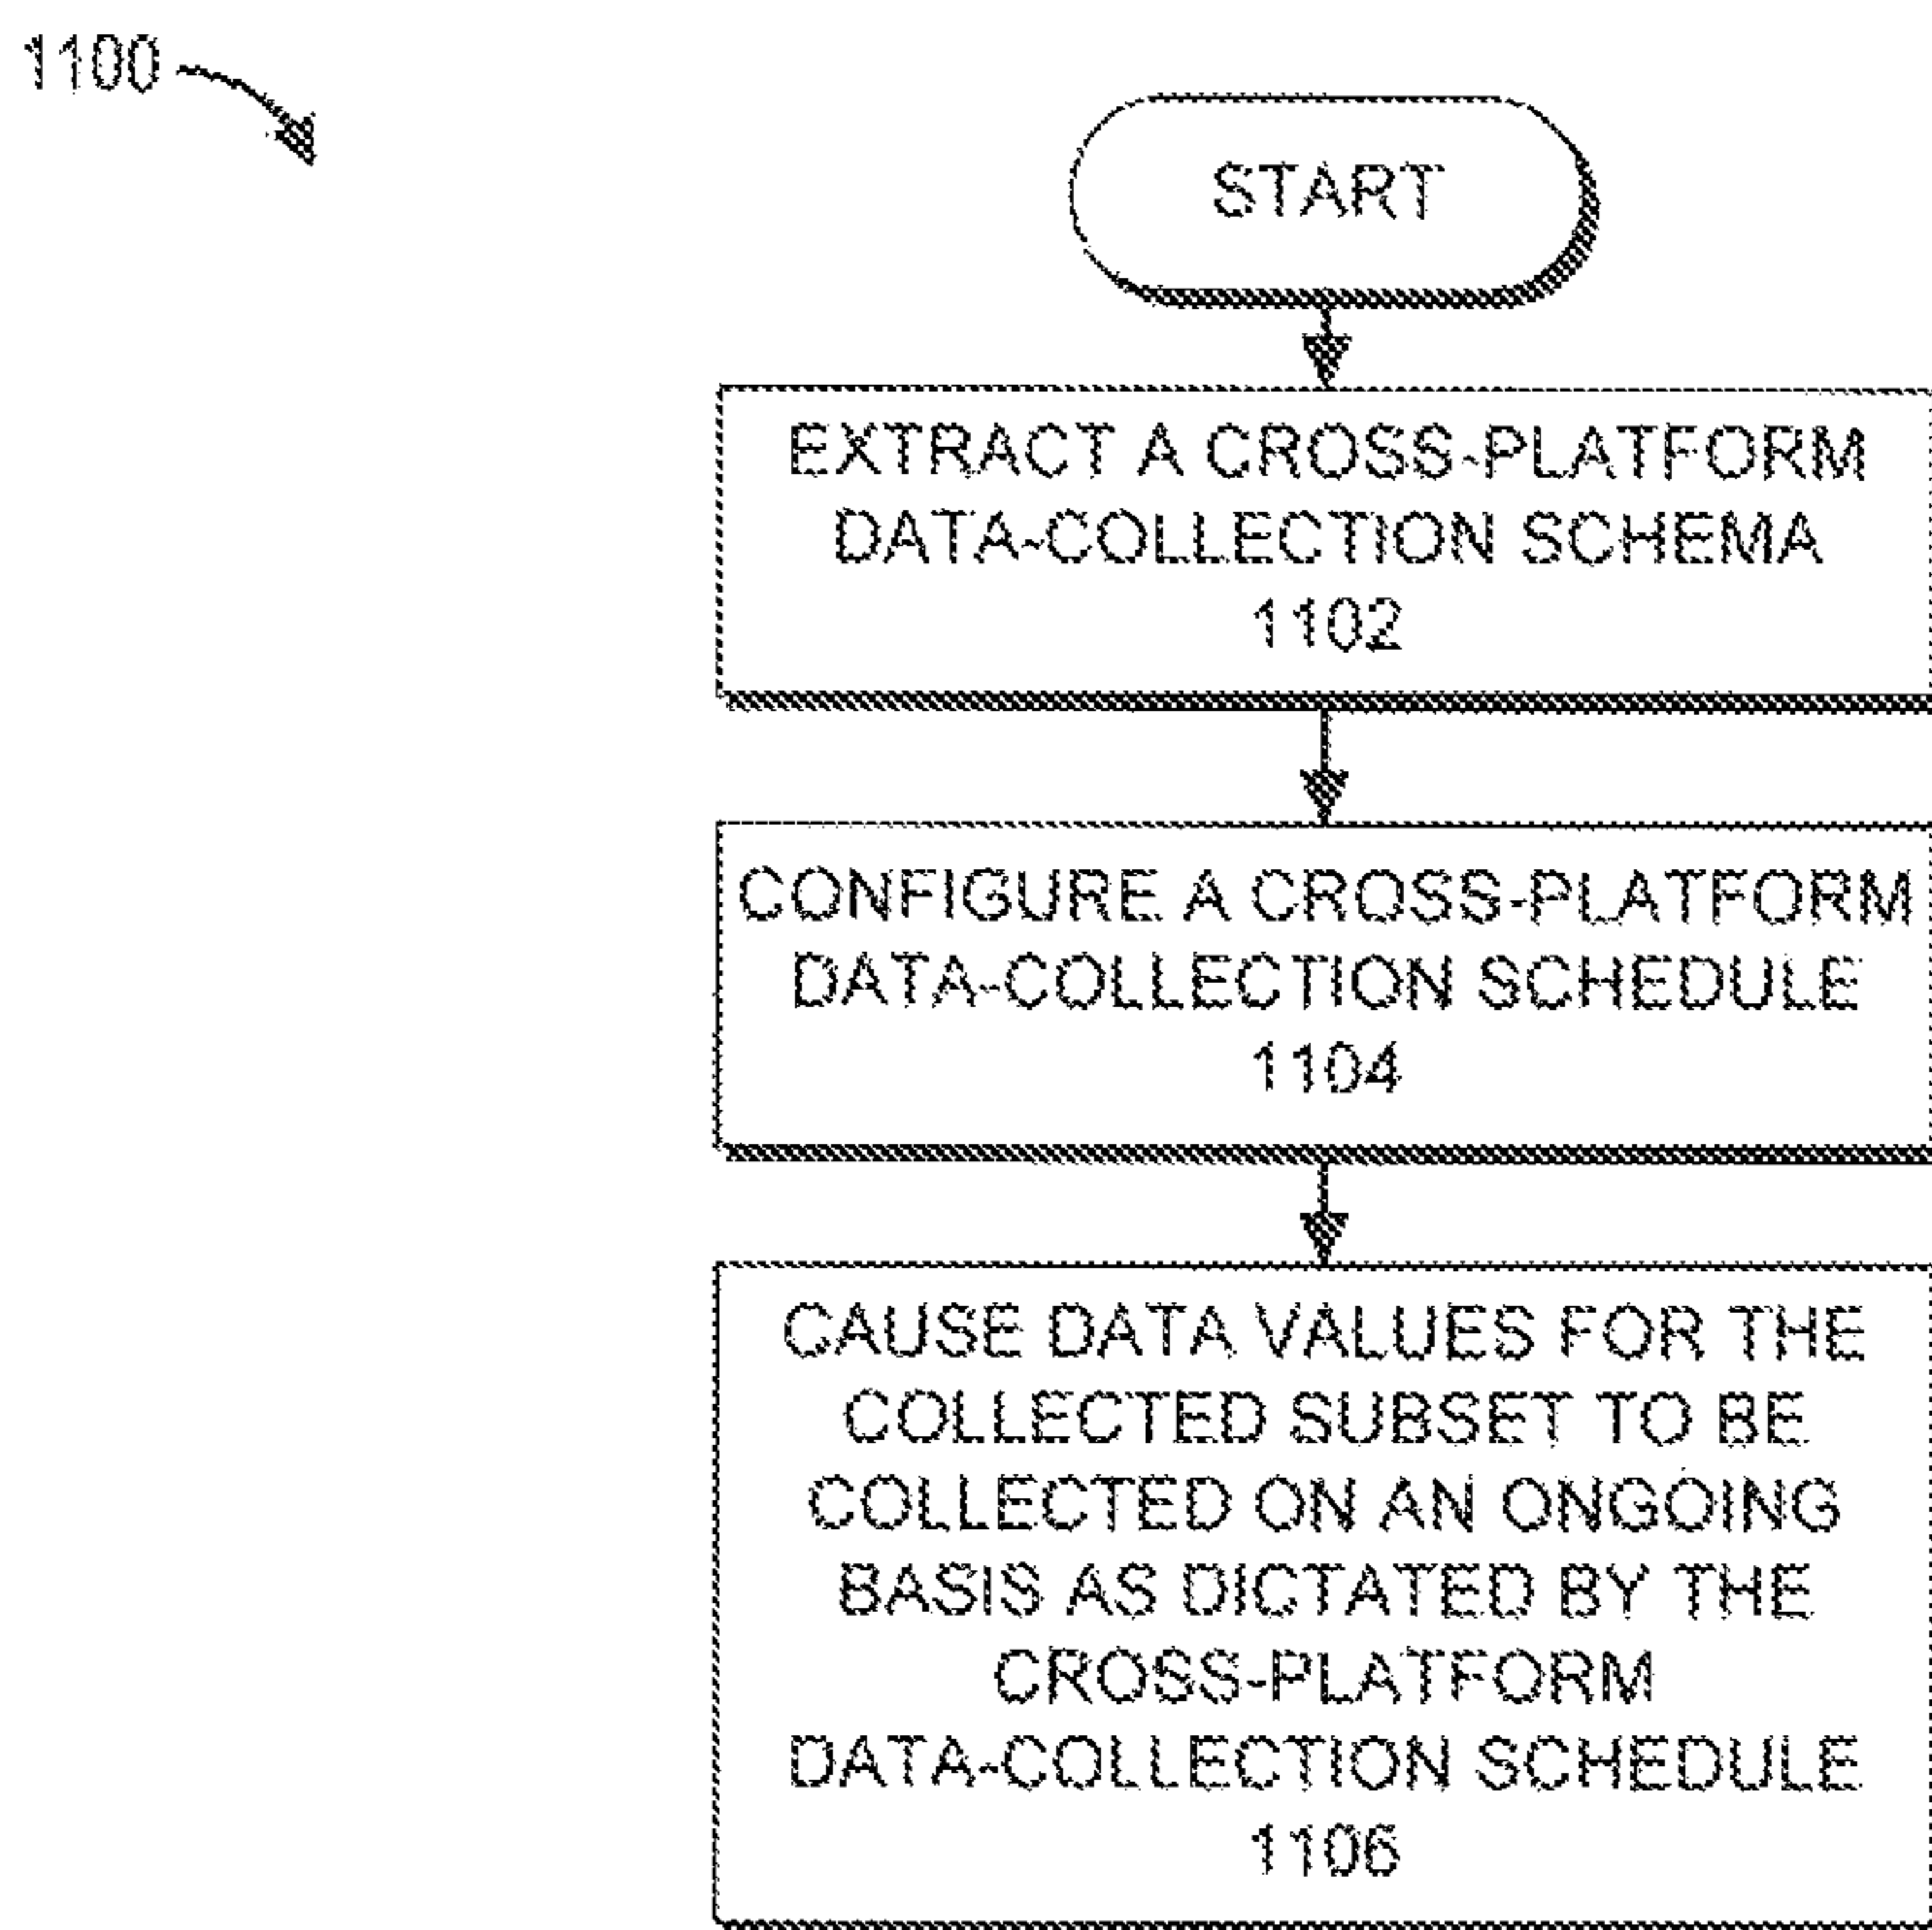 1100
START
EXTRACT A CROSS-PLATFORM
DATA-COLLECTION SCHEMA
1102
CONFIGURE A CROSS-PLATFORM
DATA-COLLECTION SCHEDULE
1104
CAUSE DATA VALUES FOR THE
COLLECTED SUBSET TO BE
COLLECTED ON AN ONGOING
BASIS AS DICTATED BY THE
CROSS-PLATFORM
DATA-COLLECTION SCHEDULE
1106